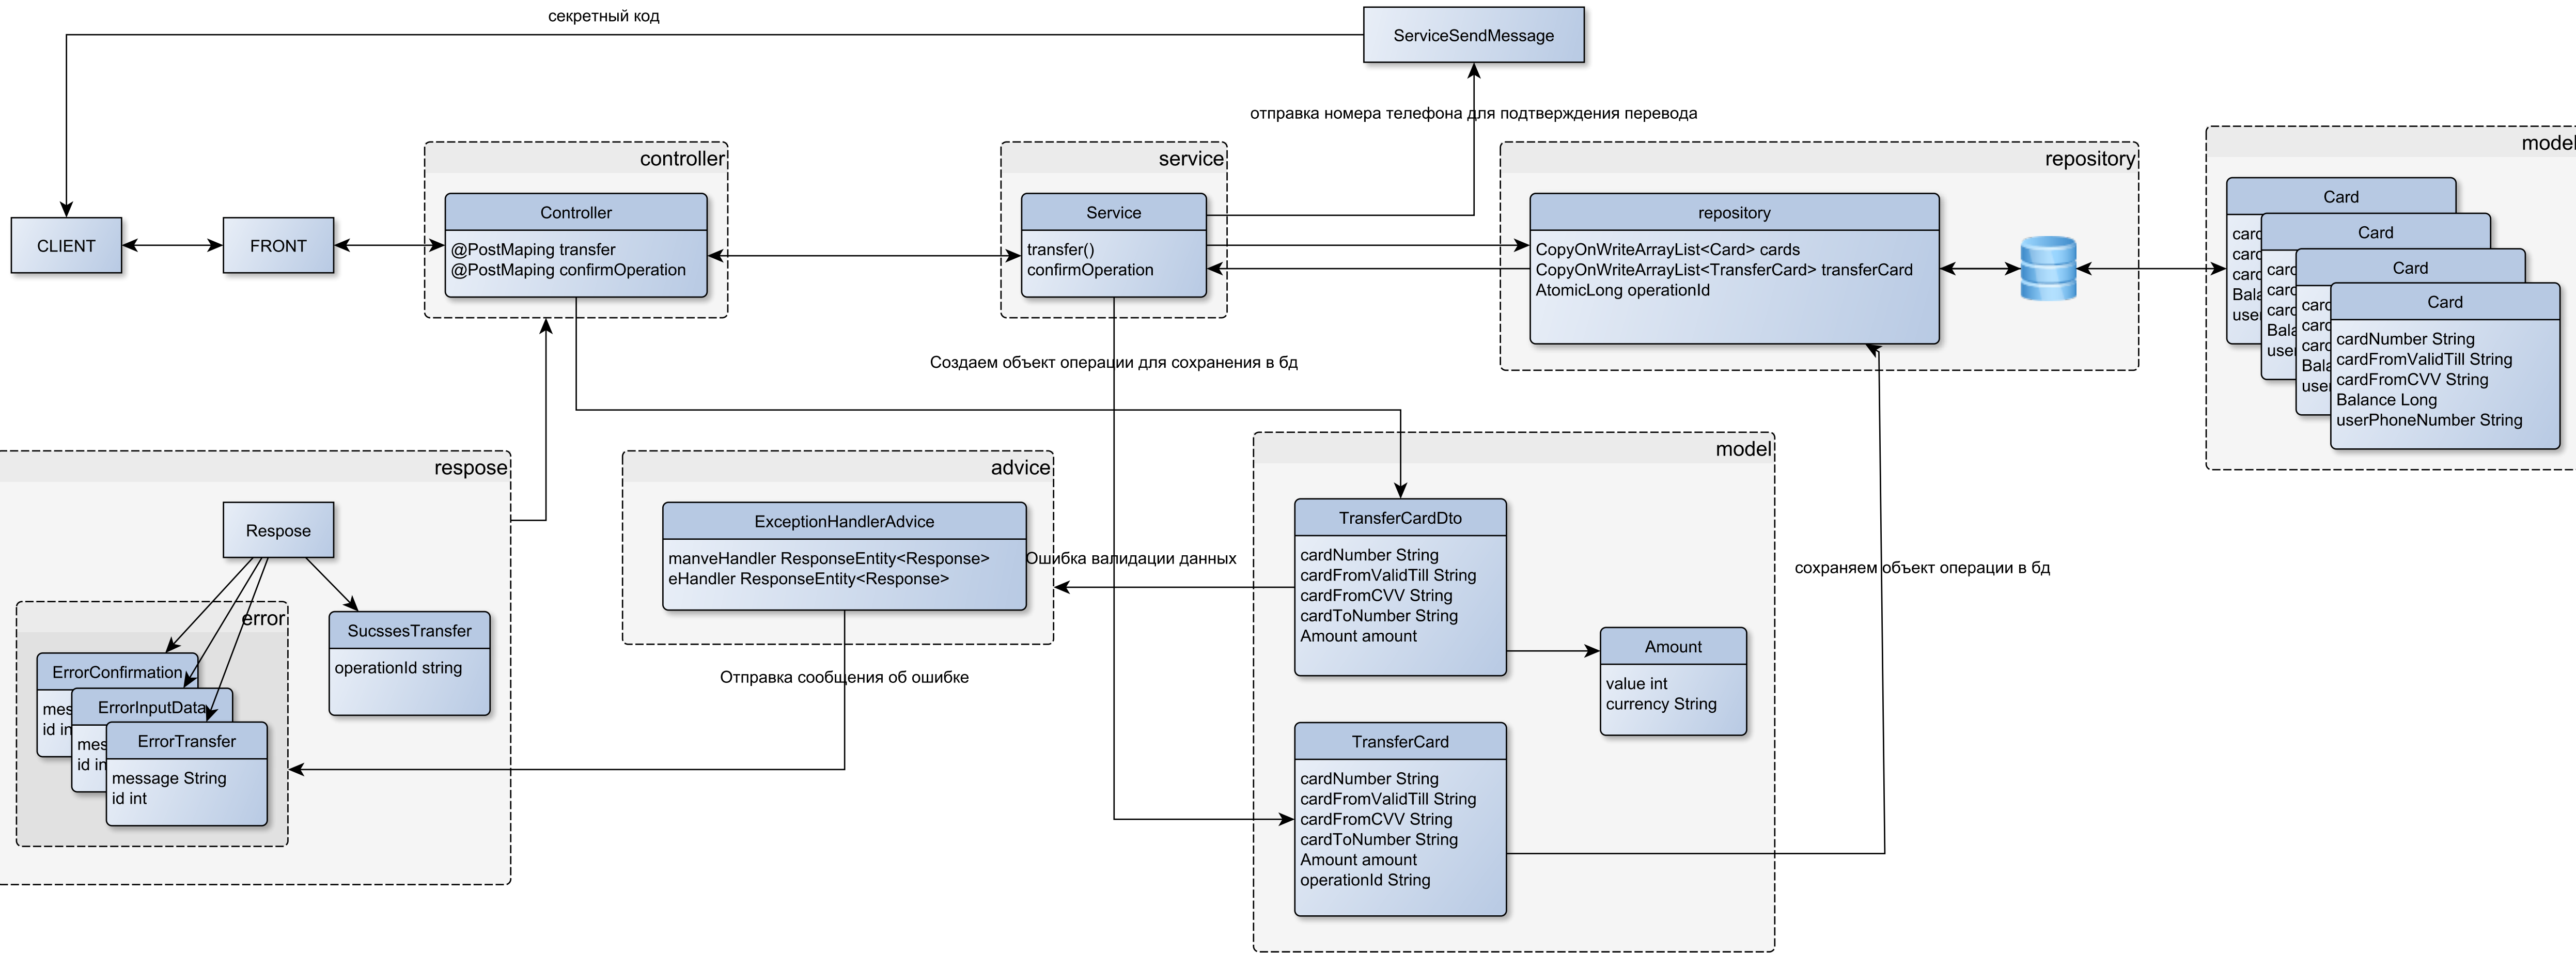 секретный код
ServiceSendMessage
отправка номера телефона для подтверждения перевода
CLIENT
FRONT
controller
Controller
@PostMaping transfer
@PostMaping confirmOperation
service
Service
transfer()
confirmOperation
repository
repository
CopyOnWriteArrayList<Card> cards
CopyOnWriteArrayList<TransferCard> transferCard
AtomicLong operationId
model
Card
Card
Card
Card
cardNumber String
cardFromValidTill String
cardFromCVV String
Balance Long
userPhoneNumber String
Создаем объект операции для сохранения в бд
respose
Respose
error
ErrorConfirmation
ErrorInputData
ErrorTransfer
message String
id int
SucssesTransfer
operationId string
advice
ExceptionHandlerAdvice
manveHandler ResponseEntity<Response>
eHandler ResponseEntity<Response>
Ошибка валидации данных
Отправка сообщения об ошибке
model
TransferCardDto
cardNumber String
cardFromValidTill String
cardFromCVV String
cardToNumber String
Amount amount
Amount
value int
currency String
TransferCard
cardNumber String
cardFromValidTill String
cardFromCVV String
cardToNumber String
Amount amount
operationId String
сохраняем объект операции в бд